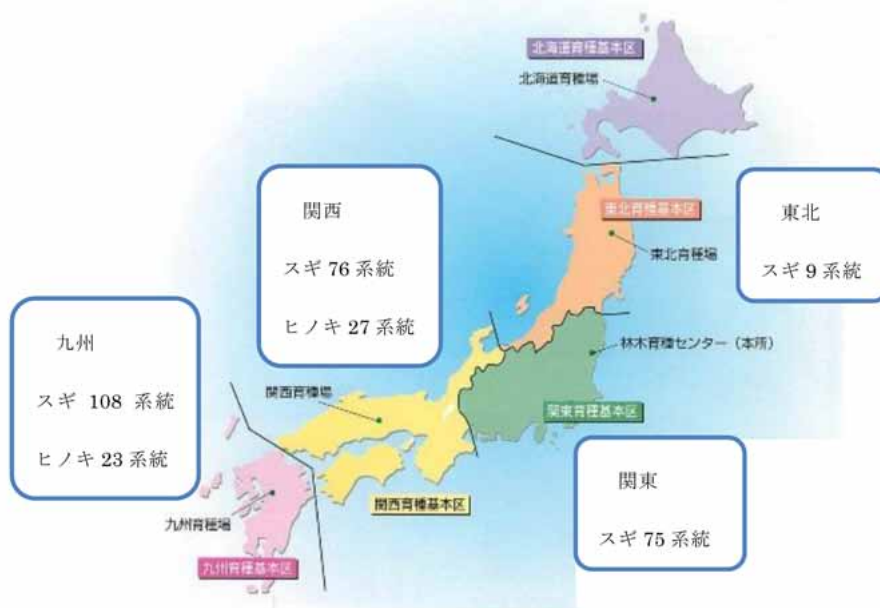 北海道育種基本区
北海道育種場
関西
スギ 76 系統
ヒノキ 27 系統
東北育種基本区
東北育種場
東北
スギ 9 系統
九州
スギ 108 系統
ヒノキ 23 系統
林木育種センター（本所）
関西育種場
関東育種基本区
関西育種基本区
九州育種場
九州育種基本区
関東
スギ 75 系統